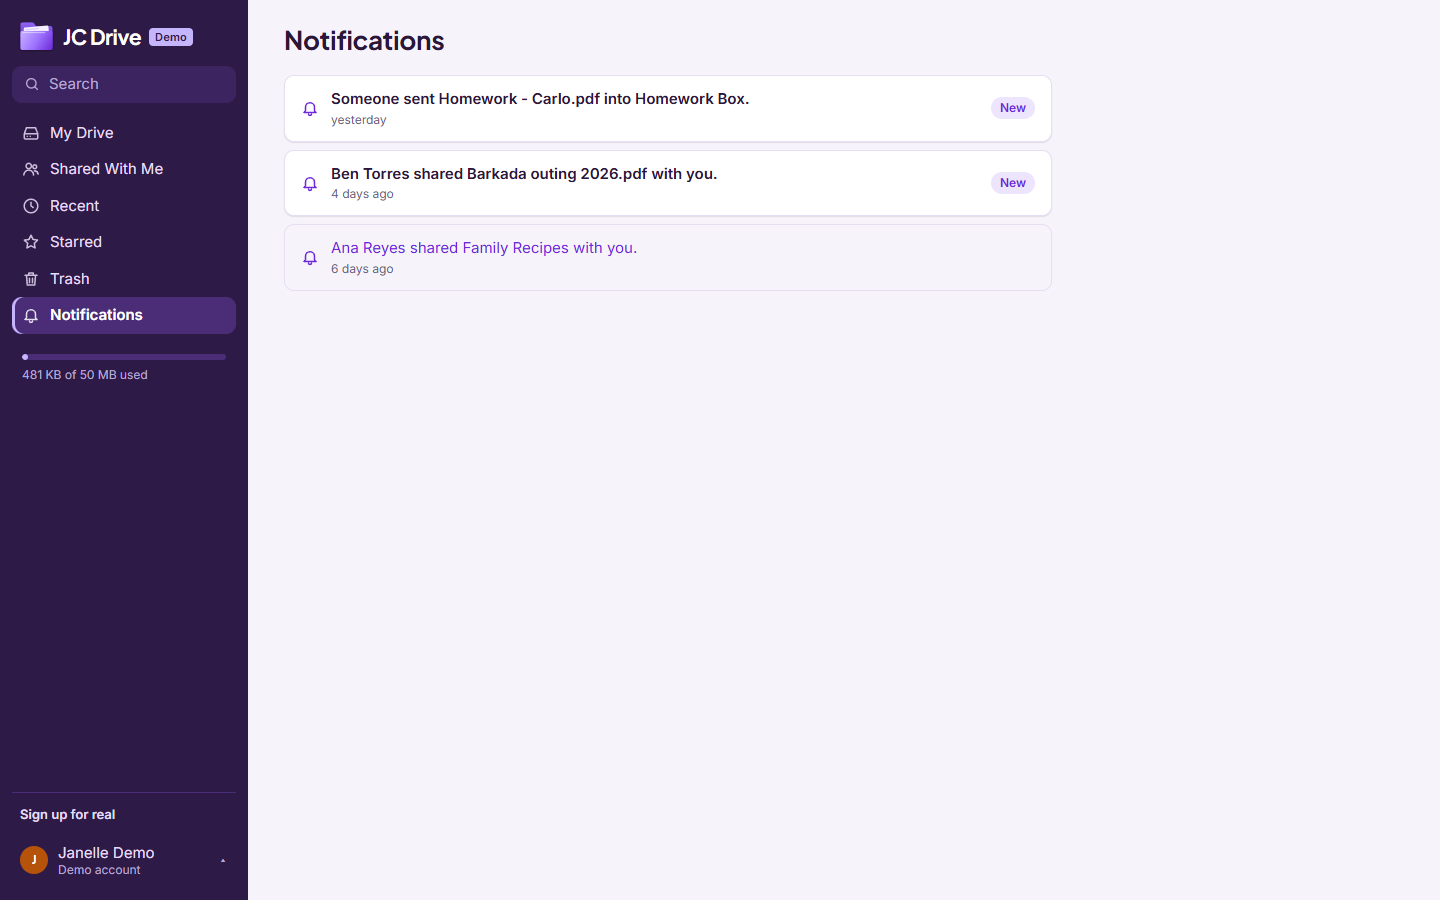 JC Drive Demo
Search
My Drive
Shared With Me
Recent
Starred
Trash
Notifications
481 KB of 50 MB used
Sign up for real
J
Janelle Demo
Demo account
Notifications
Someone sent Homework - Carlo.pdf into Homework Box.
yesterday
New
Ben Torres shared Barkada outing 2026.pdf with you.
4 days ago
New
Ana Reyes shared Family Recipes with you.
6 days ago